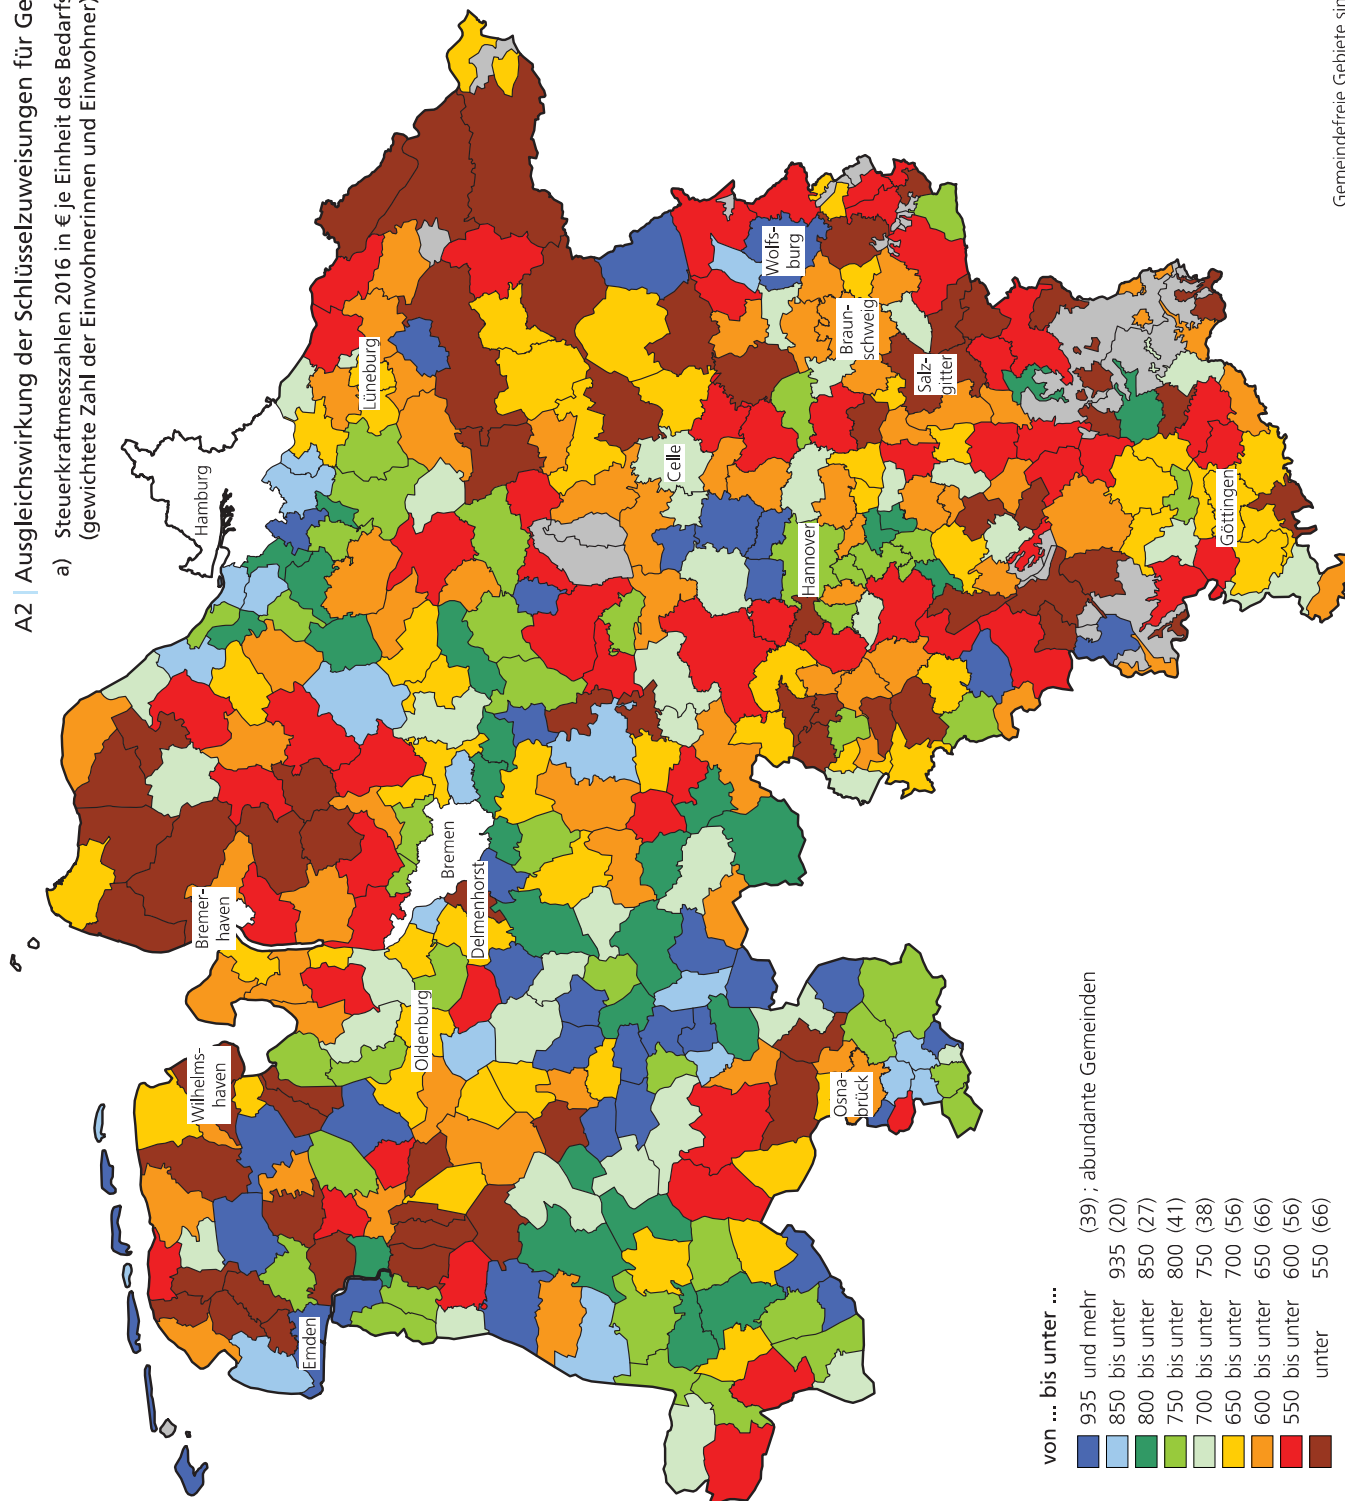 A2 | Ausgleichswirkung der Schlüsselzuweisungen für Ge
a) Steuerkraftmesszahlen 2016 in € je Einheit des Bedarfs
(gewichtete Zahl der Einwohnerinnen und Einwohner)
Hamburg
Lüneburg
Bremer-
haven
Wilhelms-
haven
Emden
Bremen
Delmenhorst
Oldenburg
Celle
Wolfs-
burg
Braun-
schweig
Salz-
gitter
Hannover
Osna-
brück
Göttingen
von ... bis unter ...
935 und mehr (39) ; abundante Gemeinden
850 bis unter 935 (20)
800 bis unter 850 (27)
750 bis unter 800 (41)
700 bis unter 750 (38)
650 bis unter 700 (56)
600 bis unter 650 (66)
550 bis unter 600 (56)
unter 550 (66)
Gemeindefreie Gebiete sin